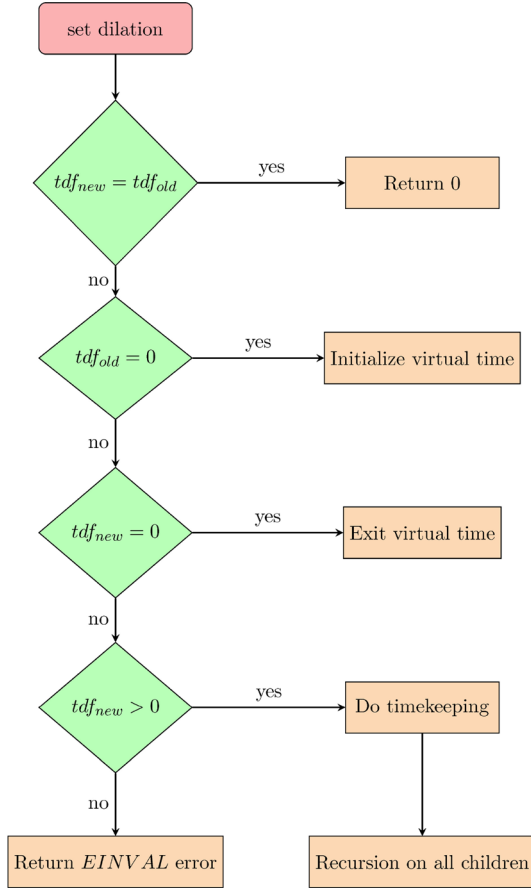 set dilation
tdf_new = tdf_old
yes
Return 0
no
tdf_old = 0
yes
Initialize virtual time
no
tdf_new = 0
yes
Exit virtual time
no
tdf_new > 0
yes
Do timekeeping
no
Return EINVAL error
Recursion on all children